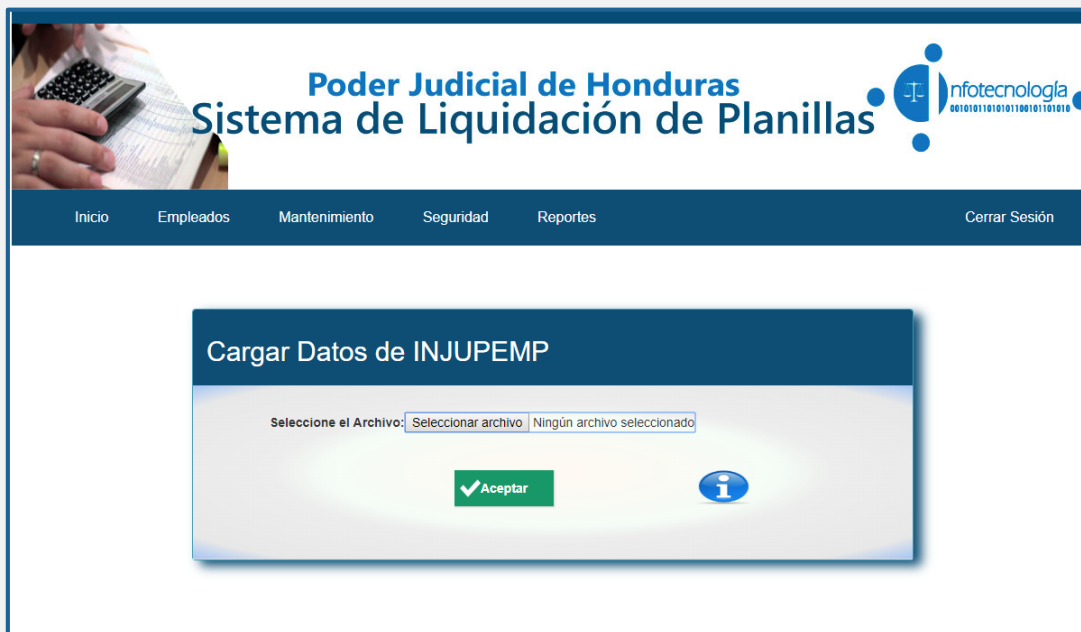 Poder Judicial de Honduras
Sistema de Liquidación de Planillas
nfotecnología
Inicio Empleados Mantenimiento Seguridad Reportes Cerrar Sesión
Cargar Datos de INJUPEMP
Seleccione el Archivo: Seleccionar archivo Ningún archivo seleccionado
Aceptar